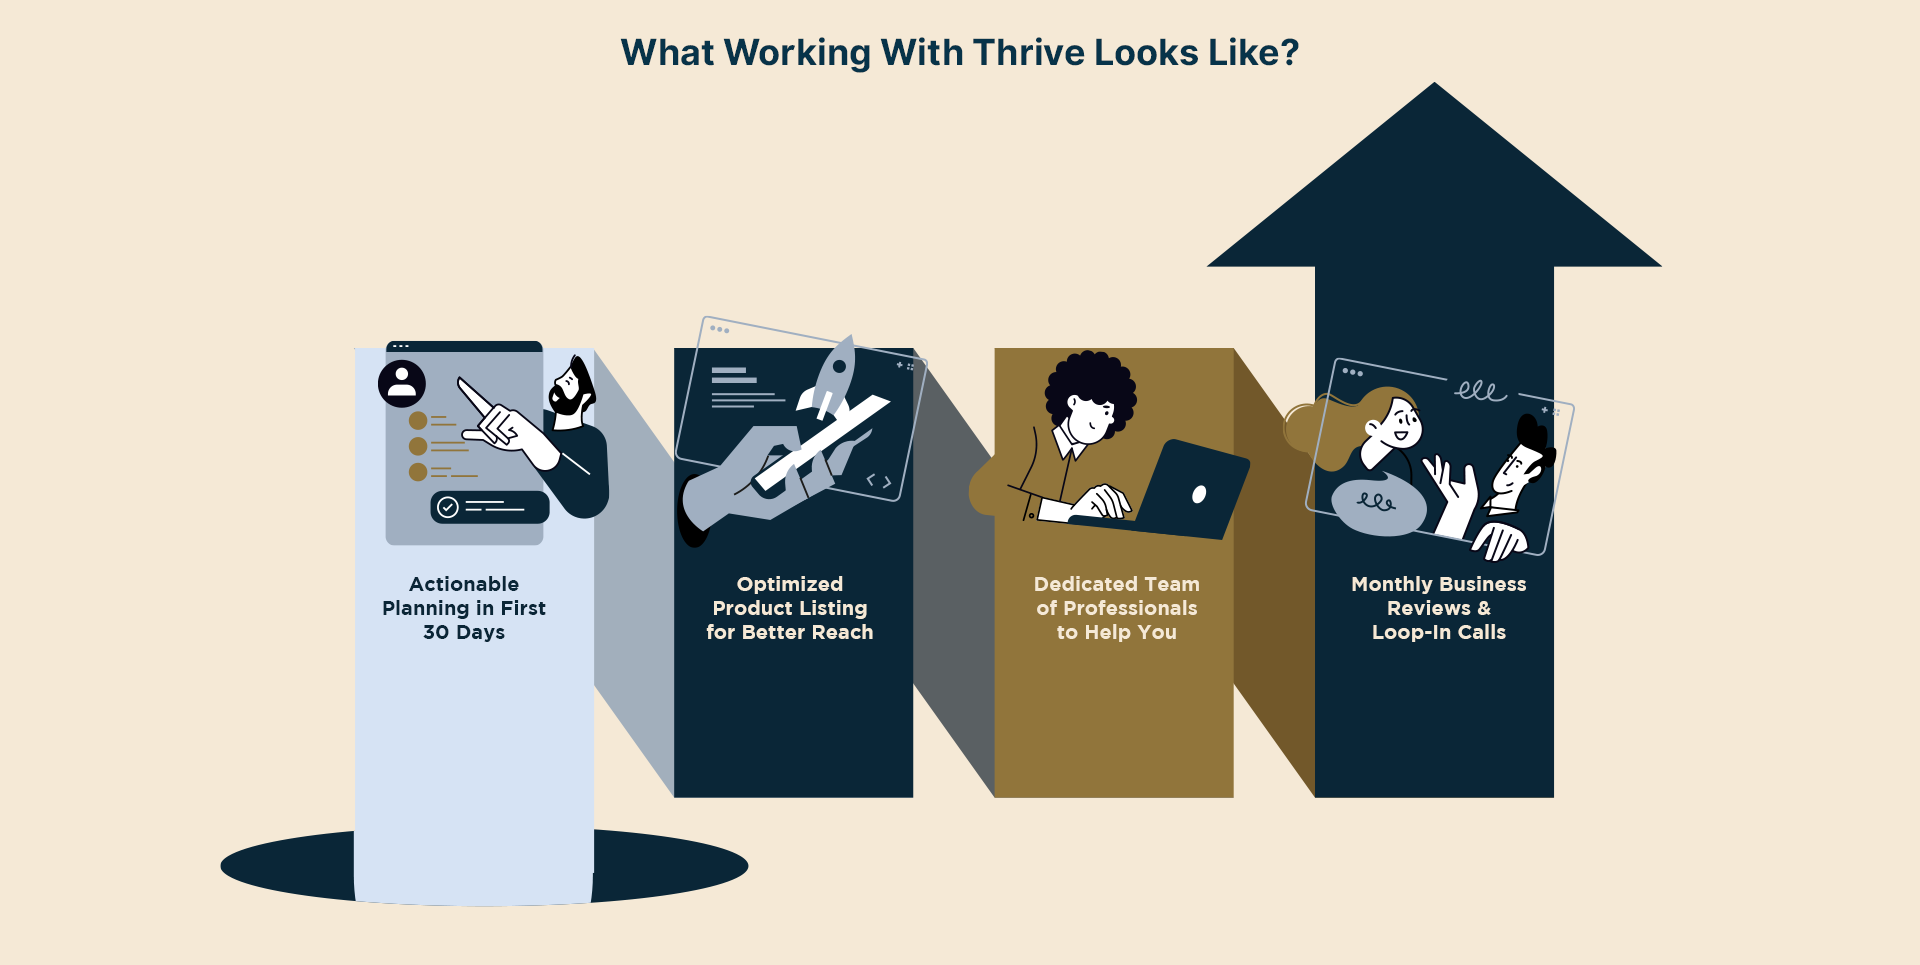 What Working With Thrive Looks Like?
Actionable
Planning in First
30 Days
Optimized
Product Listing
for Better Reach
Dedicated Team
of Professionals
to Help You
Monthly Business
Reviews &
Loop-In Calls